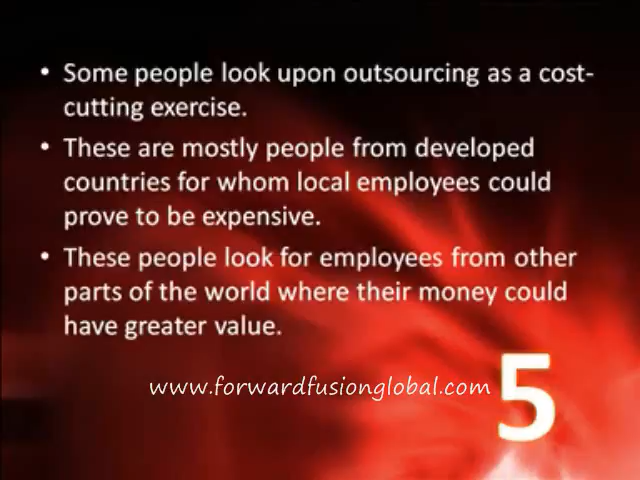 • Some people look upon outsourcing as a cost-
cutting exercise.
• These are mostly people from developed
countries for whom local employees could
prove to be expensive.
• These people look for employees from other
parts of the world where their money could
have greater value.
www.forwardfusionglobal.com
5